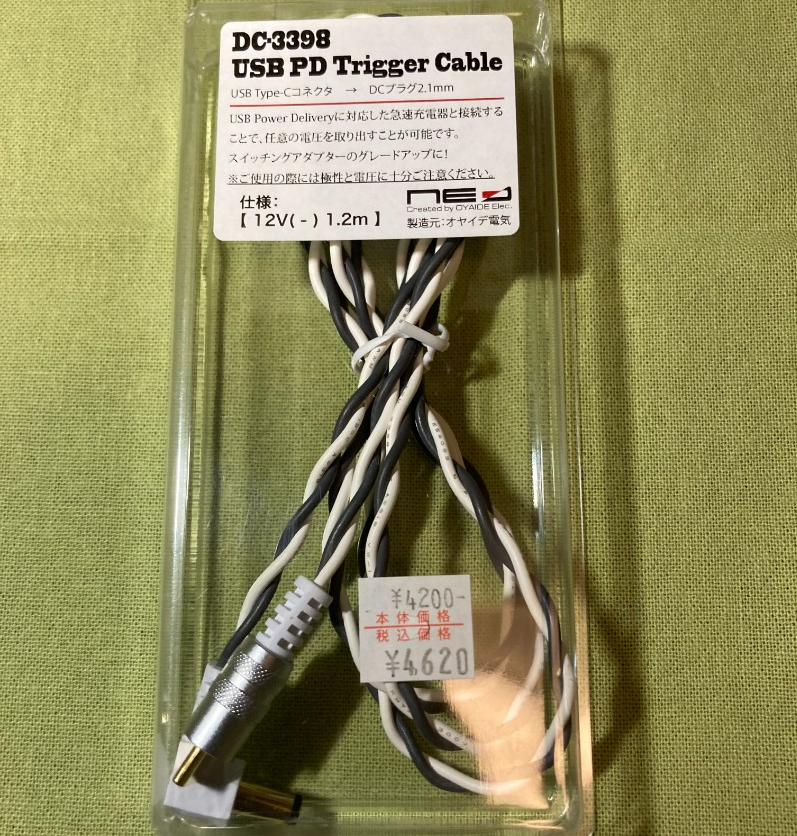 DC-3398
USB PD Trigger Cable
USB Type-Cコネクタ → DCプラグ2.1mm
USB Power Deliveryに対応した急速充電器と接続する
ことで、任意の電圧を取り出すことが可能です。
スイッチングアダプターのグレードアップに!
※ご使用の際には極性と電圧に十分ご注意ください。
仕様:
【 12V( - ) 1.2m 】
NEO
Created by OYAIDE Elec.
製造元:オヤイデ電気
¥4200-
本体価格
税込価格
¥4,620